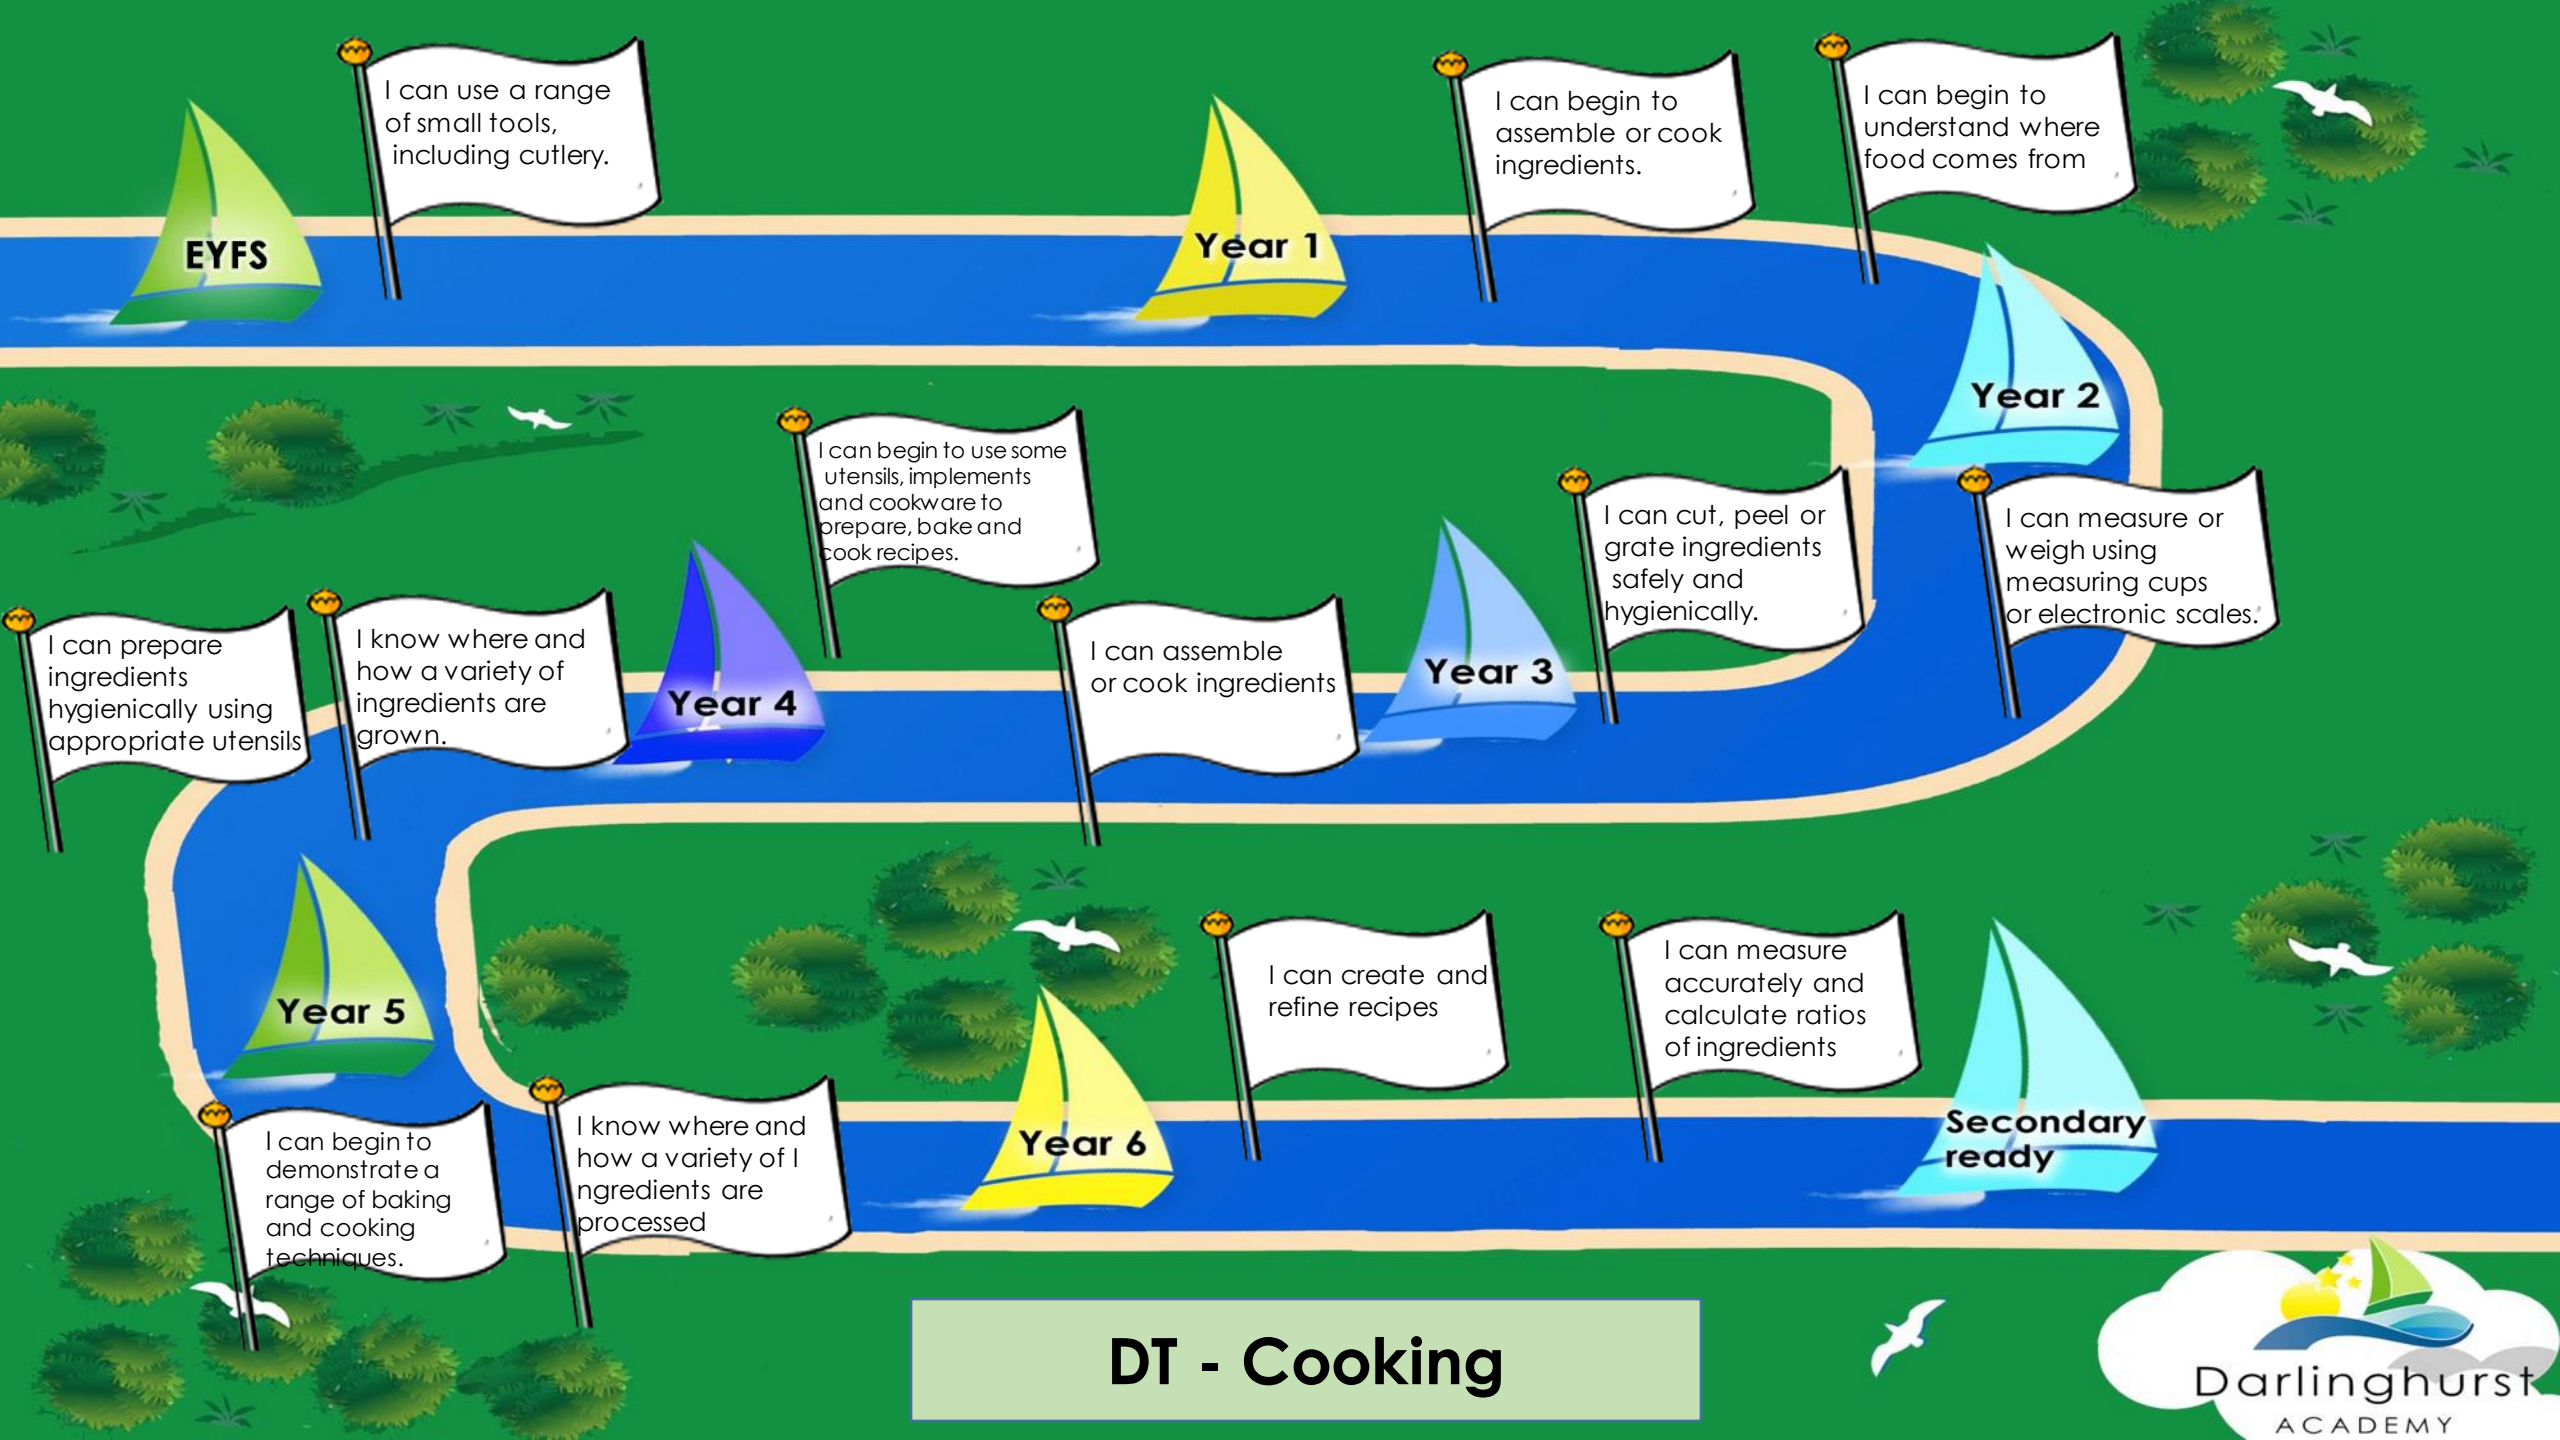 EYFS
I can use a range
of small tools,
including cutlery.
Year 1
I can begin to
assemble or cook
ingredients.
I can begin to
understand where
food comes from
Year 2
I can measure or
weigh using
measuring cups
or electronic scales.
I can cut, peel or
grate ingredients
safely and
hygienically.
Year 3
I can assemble
or cook ingredients
I can begin to use some
utensils, implements
and cookware to
prepare, bake and
cook recipes.
Year 4
I know where and
how a variety of
ingredients are
grown.
I can prepare
ingredients
hygienically using
appropriate utensils
Year 5
I can begin to
demonstrate a
range of baking
and cooking
techniques.
I know where and
how a variety of I
ngredients are
processed
Year 6
I can create and
refine recipes
I can measure
accurately and
calculate ratios
of ingredients
Secondary
ready
DT - Cooking
Darlinghurst
ACADEMY